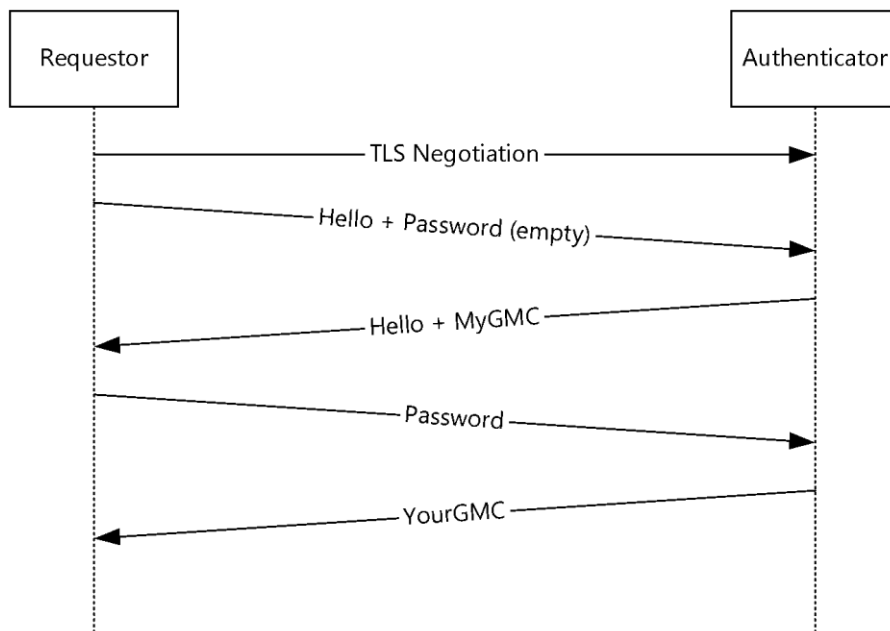 Requestor
Authenticator
TLS Negotiation
Hello + Password (empty)
Hello + MyGMC
Password
YourGMC